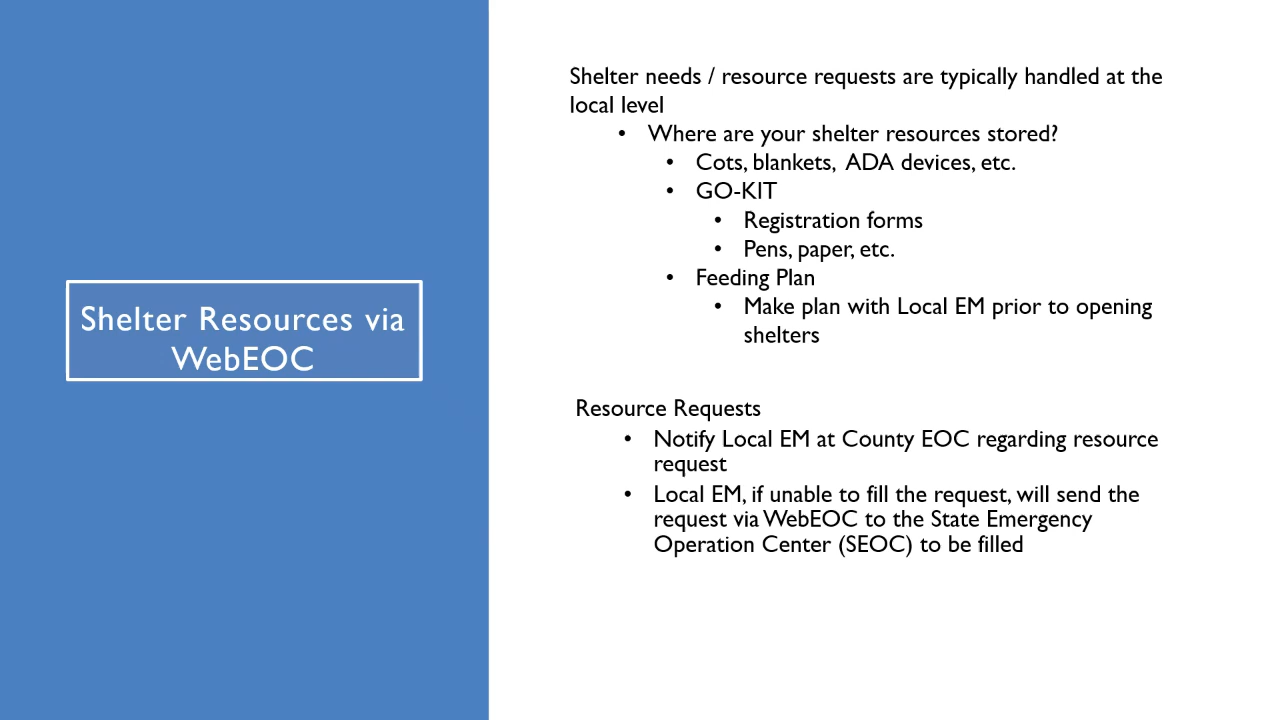 Shelter Resources via
WebEOC
Shelter needs / resource requests are typically handled at the
local level
• Where are your shelter resources stored?
• Cots, blankets, ADA devices, etc.
• GO-KIT
• Registration forms
• Pens, paper, etc.
• Feeding Plan
• Make plan with Local EM prior to opening
shelters
Resource Requests
• Notify Local EM at County EOC regarding resource
request
• Local EM, if unable to fill the request, will send the
request via WebEOC to the State Emergency
Operation Center (SEOC) to be filled